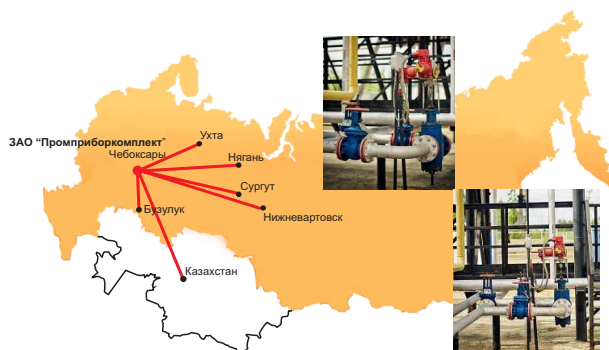 Ухта
ЗАО “Промприборкомплект”
Чебоксары
Нягань
Сургут
Бузулук
Нижневартовск
Казахстан